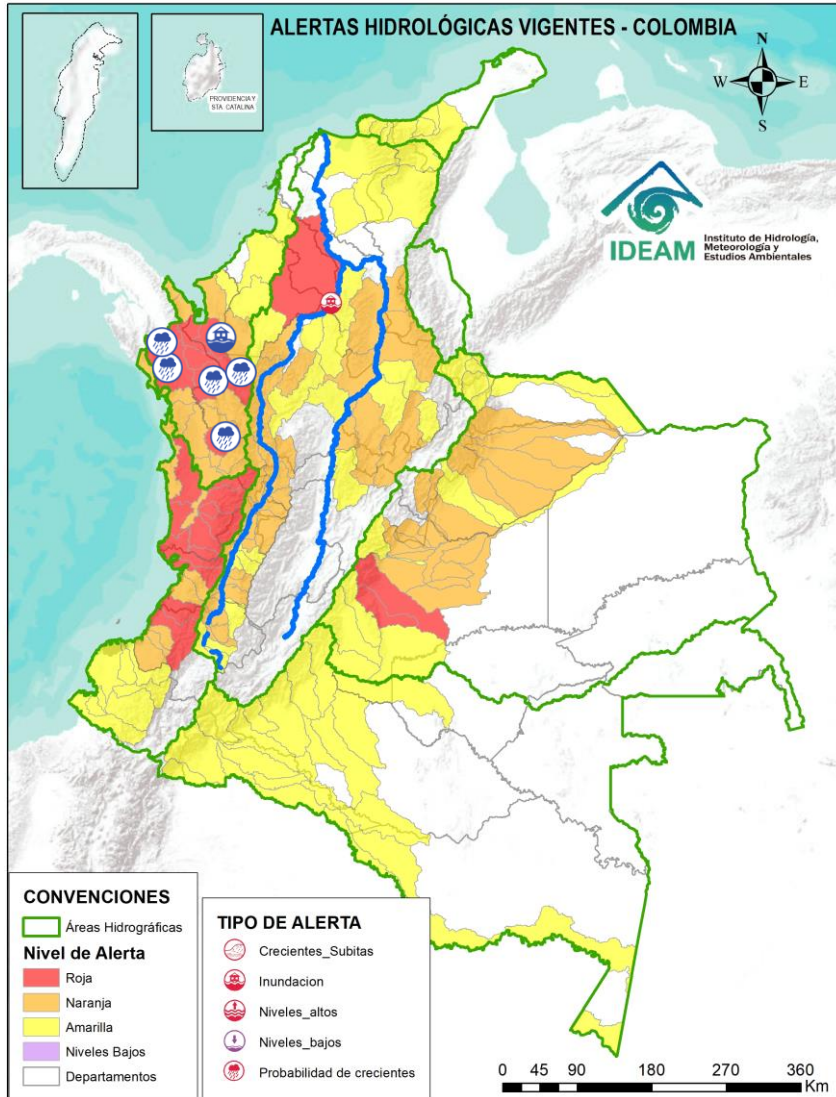 ALERTAS HIDROLÓGICAS VIGENTES - COLOMBIA
PROVIDENCIA Y
STA. CATALINA
N
W
E
S
IDEAM
Instituto de Hidrología,
Meteorología y
Estudios Ambientales
CONVENCIONES
Áreas Hidrográficas
Nivel de Alerta
Roja
Naranja
Amarilla
Niveles Bajos
Departamentos
TIPO DE ALERTA
Crecientes_Subitas
Inundacion
Niveles_altos
Niveles_bajos
Probabilidad de crecientes
0 45 90 180 270 360
Km